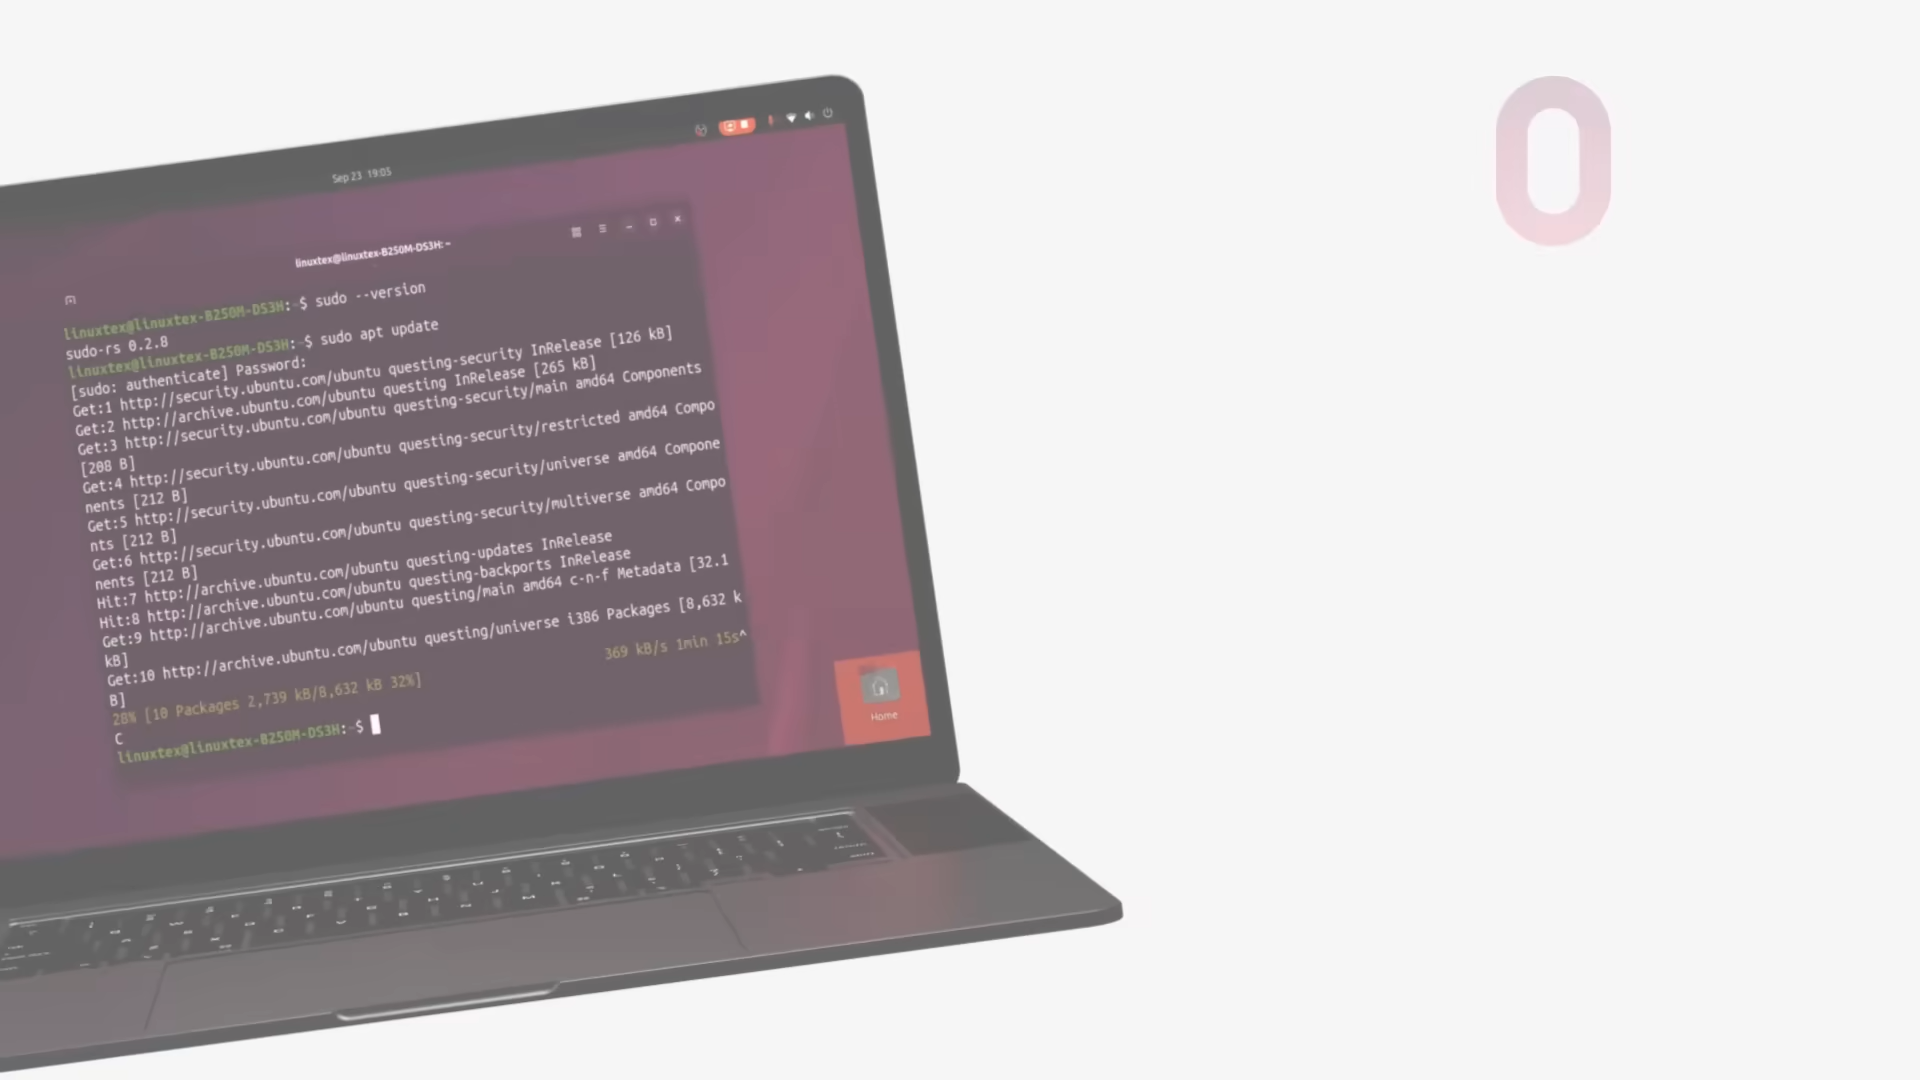 0
Sep 23 19:05
linuxtex@linuxtex-B250M-DS3H: ~
linuxtex@linuxtex-B250M-DS3H:~$ sudo --version
sudo-rs 0.2.8
linuxtex@linuxtex-B250M-DS3H:~$ sudo apt update
[sudo: authenticate] Password:
Get:1 http://security.ubuntu.com/ubuntu questing-security InRelease [126 kB]
Get:2 http://archive.ubuntu.com/ubuntu questing InRelease [265 kB]
Get:3 http://security.ubuntu.com/ubuntu questing-security/main amd64 Components
[208 B]
Get:4 http://security.ubuntu.com/ubuntu questing-security/restricted amd64 Compo
nents [212 B]
Get:5 http://security.ubuntu.com/ubuntu questing-security/universe amd64 Compone
nts [212 B]
Get:6 http://security.ubuntu.com/ubuntu questing-security/multiverse amd64 Compo
nents [212 B]
Hit:7 http://archive.ubuntu.com/ubuntu questing-updates InRelease
Hit:8 http://archive.ubuntu.com/ubuntu questing-backports InRelease
Get:9 http://archive.ubuntu.com/ubuntu questing/main amd64 c-n-f Metadata [32.1
kB]
Get:10 http://archive.ubuntu.com/ubuntu questing/universe i386 Packages [8,632 k
B]
28% [10 Packages 2,739 kB/8,632 kB 32%] 369 kB/s 1min 15s^
C
linuxtex@linuxtex-B250M-DS3H:~$
Home